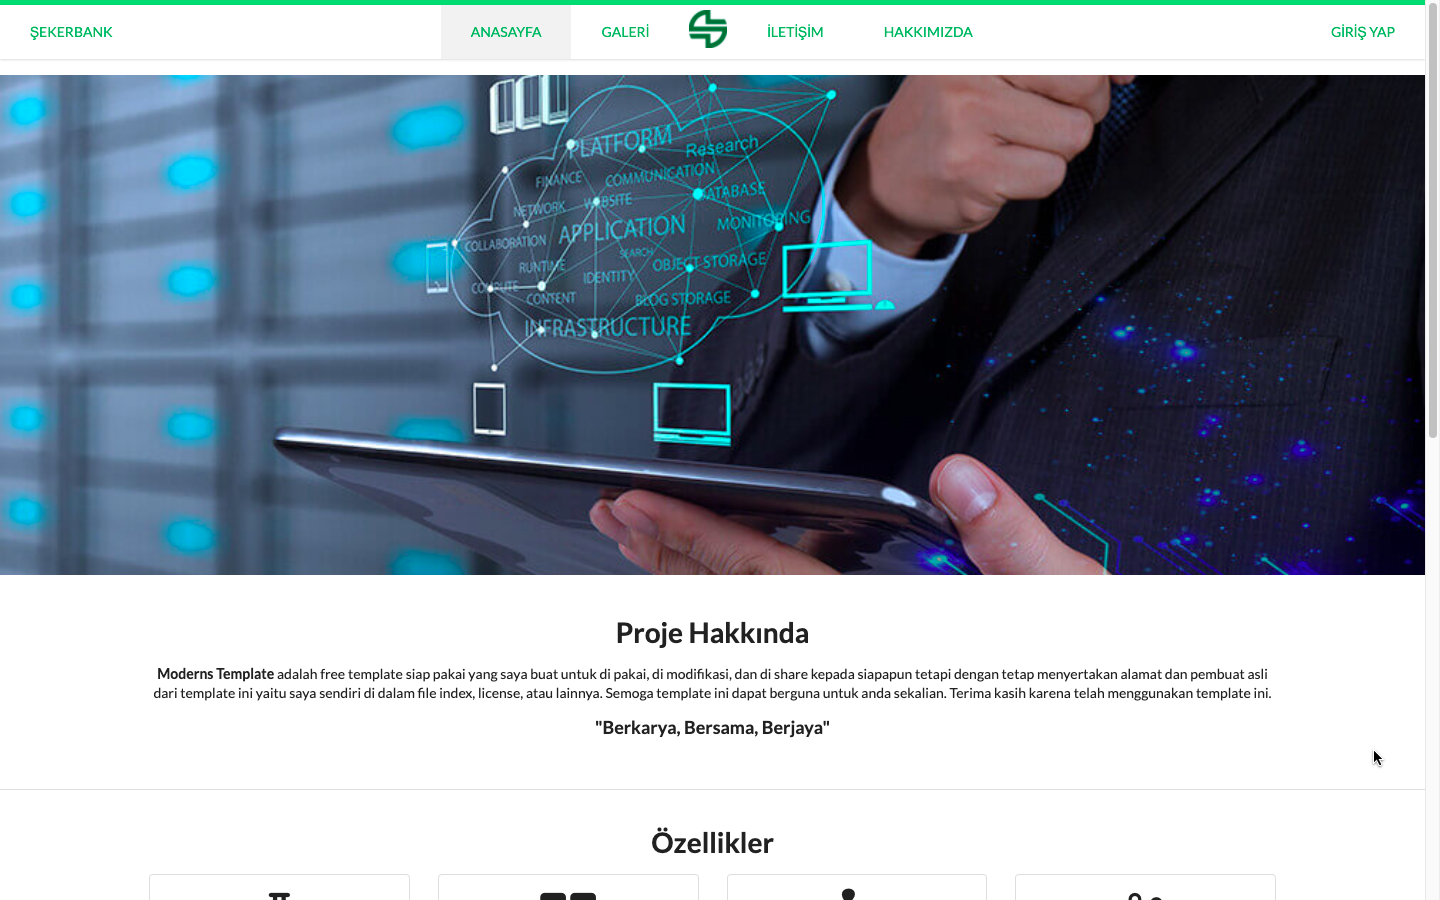 ŞEKERBANK
ANASAYFA
GALERİ
İLETİŞİM
HAKKIMIZDA
GİRİŞ YAP
PLATFORM
Research
FINANCE
COMMUNICATION
DATABASE
NETWORK
WEBSITE
APPLICATION
MONITORING
COLLABORATION
SEARCH
RUNTIME
IDENTITY
OBJECT STORAGE
COMPUTE
CONTENT
BLOG STORAGE
INFRASTRUCTURE
Proje Hakkında
Moderns Template adalah free template siap pakai yang saya buat untuk di pakai, di modifikasi, dan di share kepada siapapun tetapi dengan tetap menyertakan alamat dan pembuat asli
dari template ini yaitu saya sendiri di dalam file index, license, atau lainnya. Semoga template ini dapat berguna untuk anda sekalian. Terima kasih karena telah menggunakan template ini.
"Berkarya, Bersama, Berjaya"
Özellikler